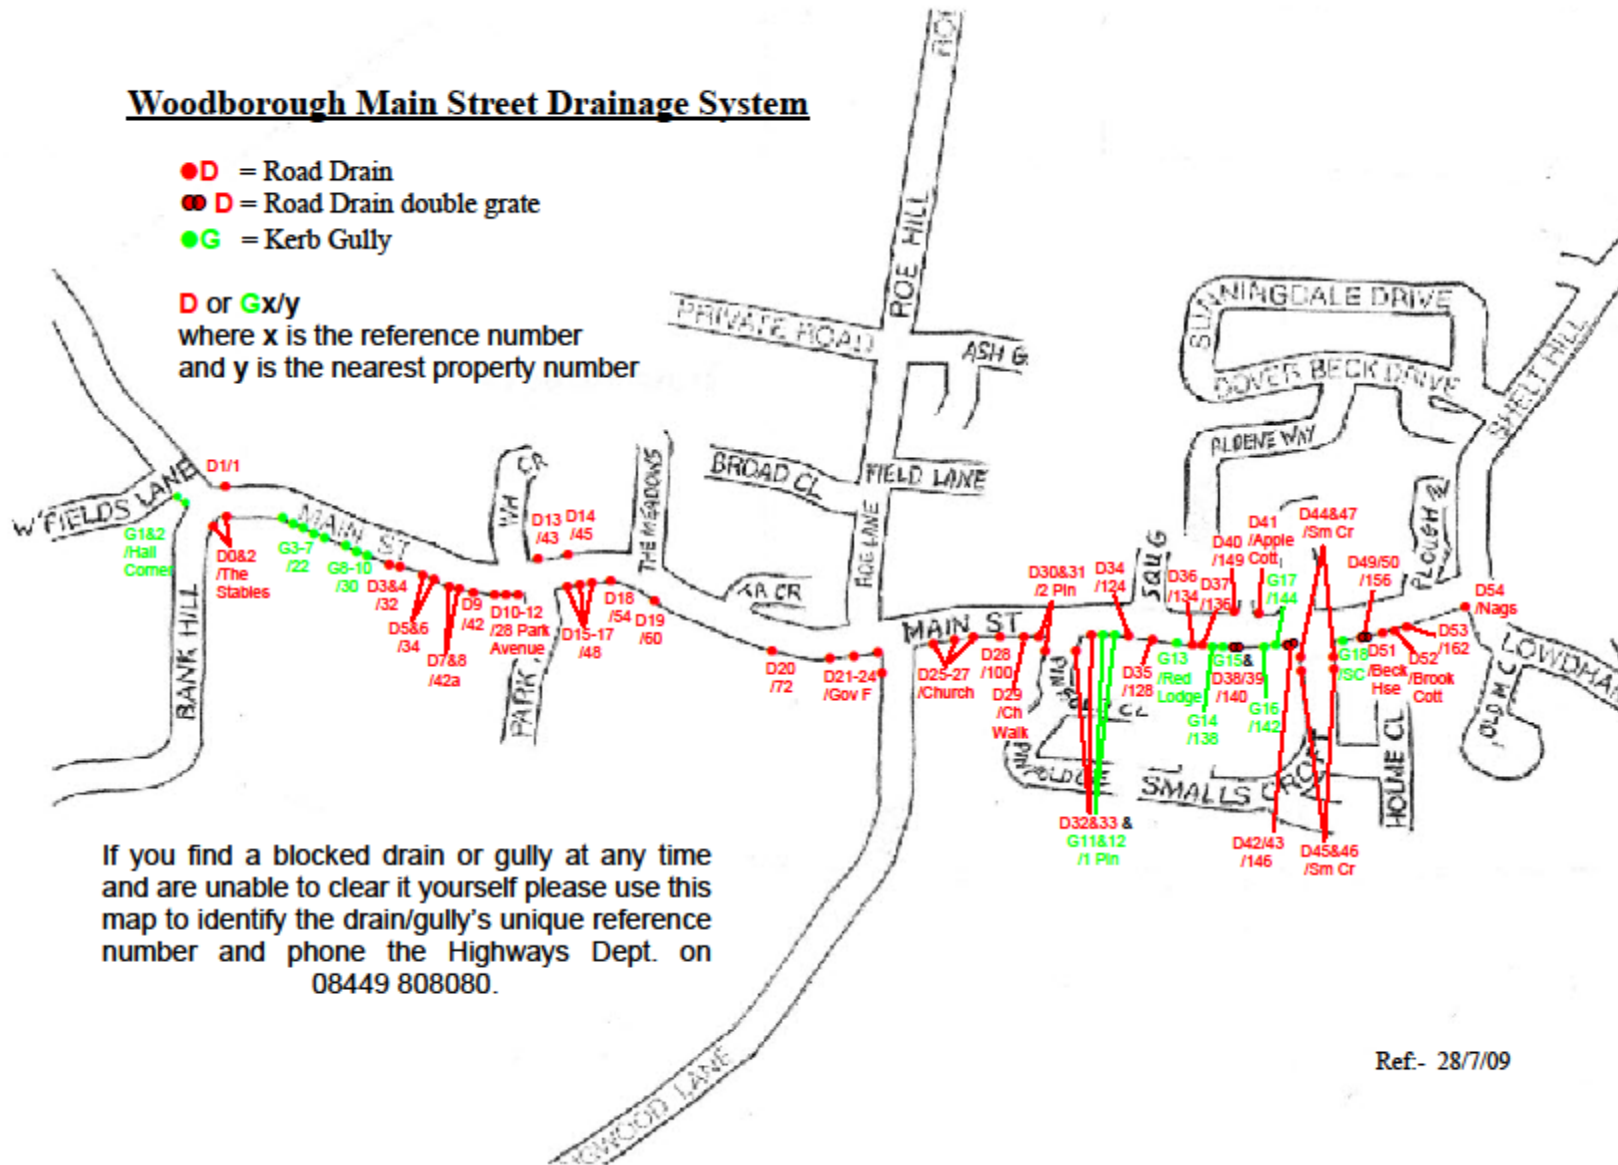 Woodborough Main Street Drainage System
D = Road Drain
D = Road Drain double grate
G = Kerb Gully
D or Gx/y
where x is the reference number
and y is the nearest property number
ROE HILL
PRIVATE ROAD
ASH G
SUNNINGDALE DRIVE
DOVER BECK DRIVE
SHELT HILL
ALDENE WAY
BROAD CL
FIELD LANE
ROE LANE
THE MEADOWS
WH CR
W'FIELDS LANE
MAIN ST
BANK HILL
PARK
MAIN ST
SQU G
PLOUGH
LOWDHAM
OLD M C
HOLME CL
SMALLS CROFT
D1/1
G1&2
/Hall
Corner
D0&2
/The
Stables
G3-7
/22
G8-10
/30
D3&4
/32
D5&6
/34
D7&8
/42a
D9
/42
D10-12
/28 Park
Avenue
D13
/43
D14
/45
D15-17
/48
D18
/54
D19
/60
D20
/72
D21-24
/Gov F
D25-27
/Church
D28
/100
D29
/Ch
Walk
D30&31
/2 Pin
D32&33 &
G11&12
/1 Pin
D34
/124
D35
/128
G13
/Red
Lodge
D36
/134
D37
/136
G14
/138
G15&
D38/39
/140
D40
/149
D41
/Apple
Cott
G16
/142
G17
/144
D42/43
/146
D44&47
/Sm Cr
D45&46
/Sm Cr
G18
/SC
D49/50
/156
D51
/Beck
Hse
D52
/Brook
Cott
D53
/162
D54
/Nags
If you find a blocked drain or gully at any time
and are unable to clear it yourself please use this
map to identify the drain/gully's unique reference
number and phone the Highways Dept. on
08449 808080.
Ref:- 28/7/09